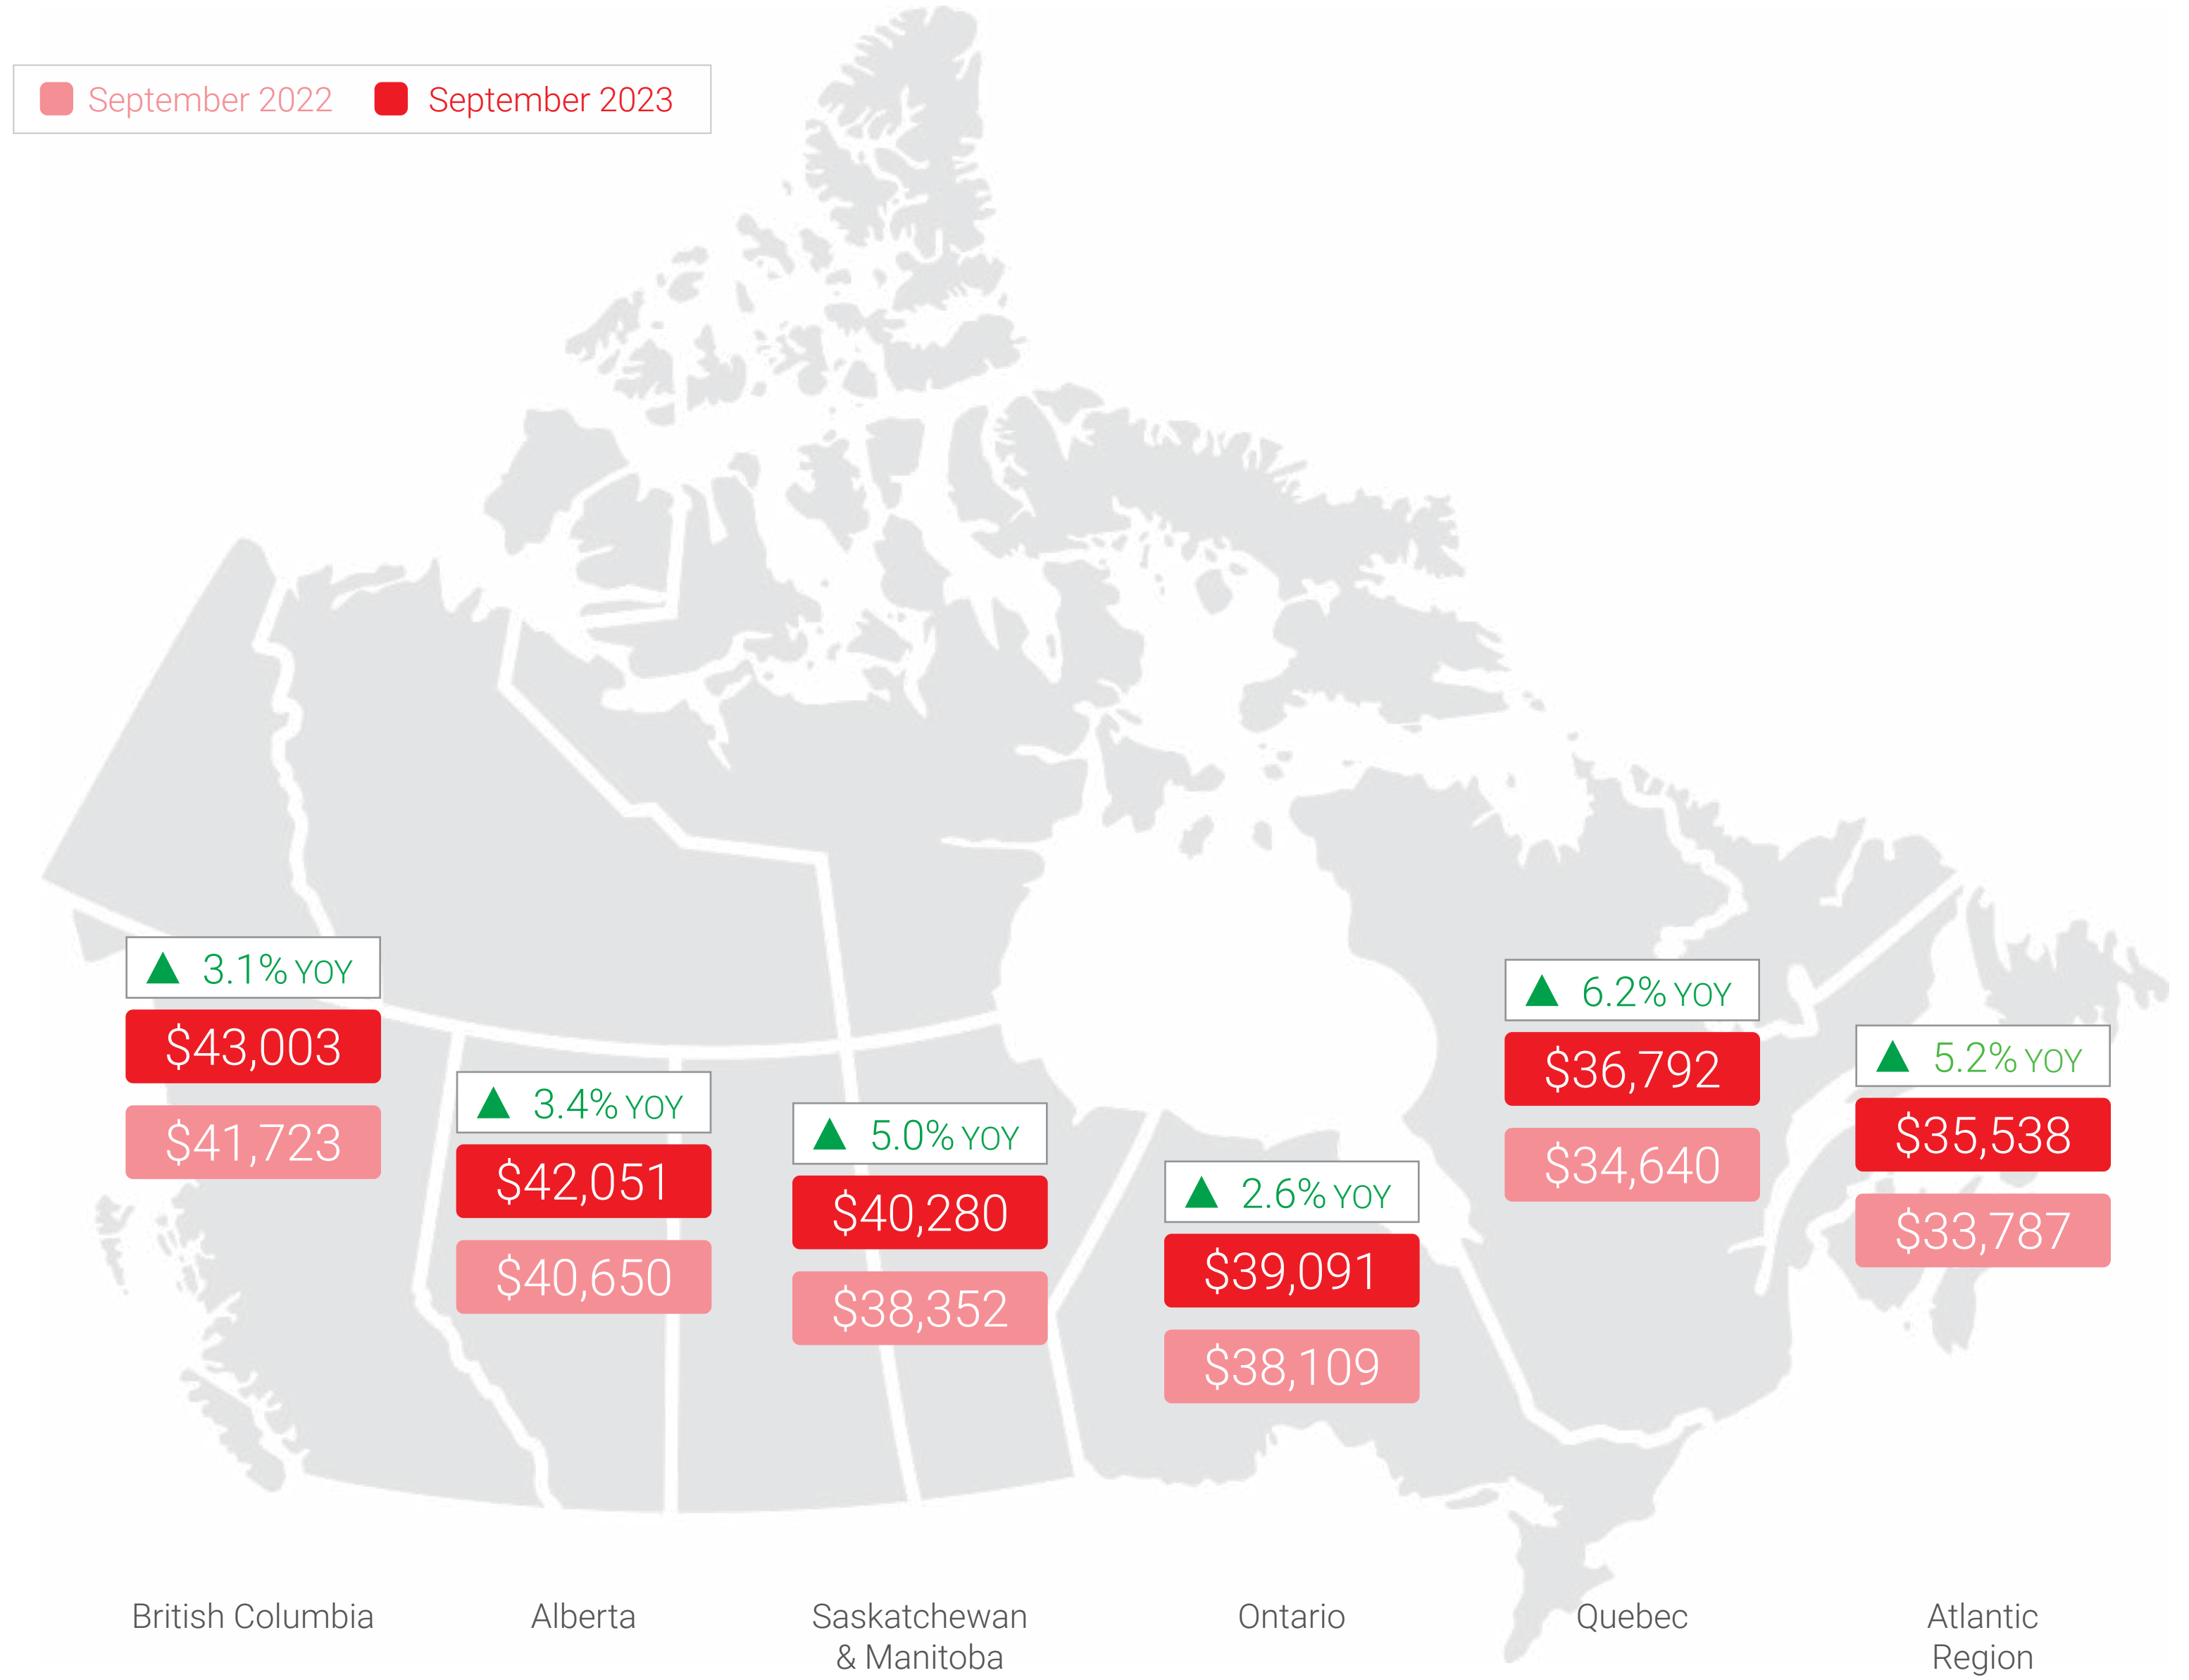 September 2022 September 2023
3.1% YOY
$43,003
$41,723
3.4% YOY
$42,051
$40,650
5.0% YOY
$40,280
$38,352
2.6% YOY
$39,091
$38,109
6.2% YOY
$36,792
$34,640
5.2% YOY
$35,538
$33,787
British Columbia
Alberta
Saskatchewan
& Manitoba
Ontario
Quebec
Atlantic
Region